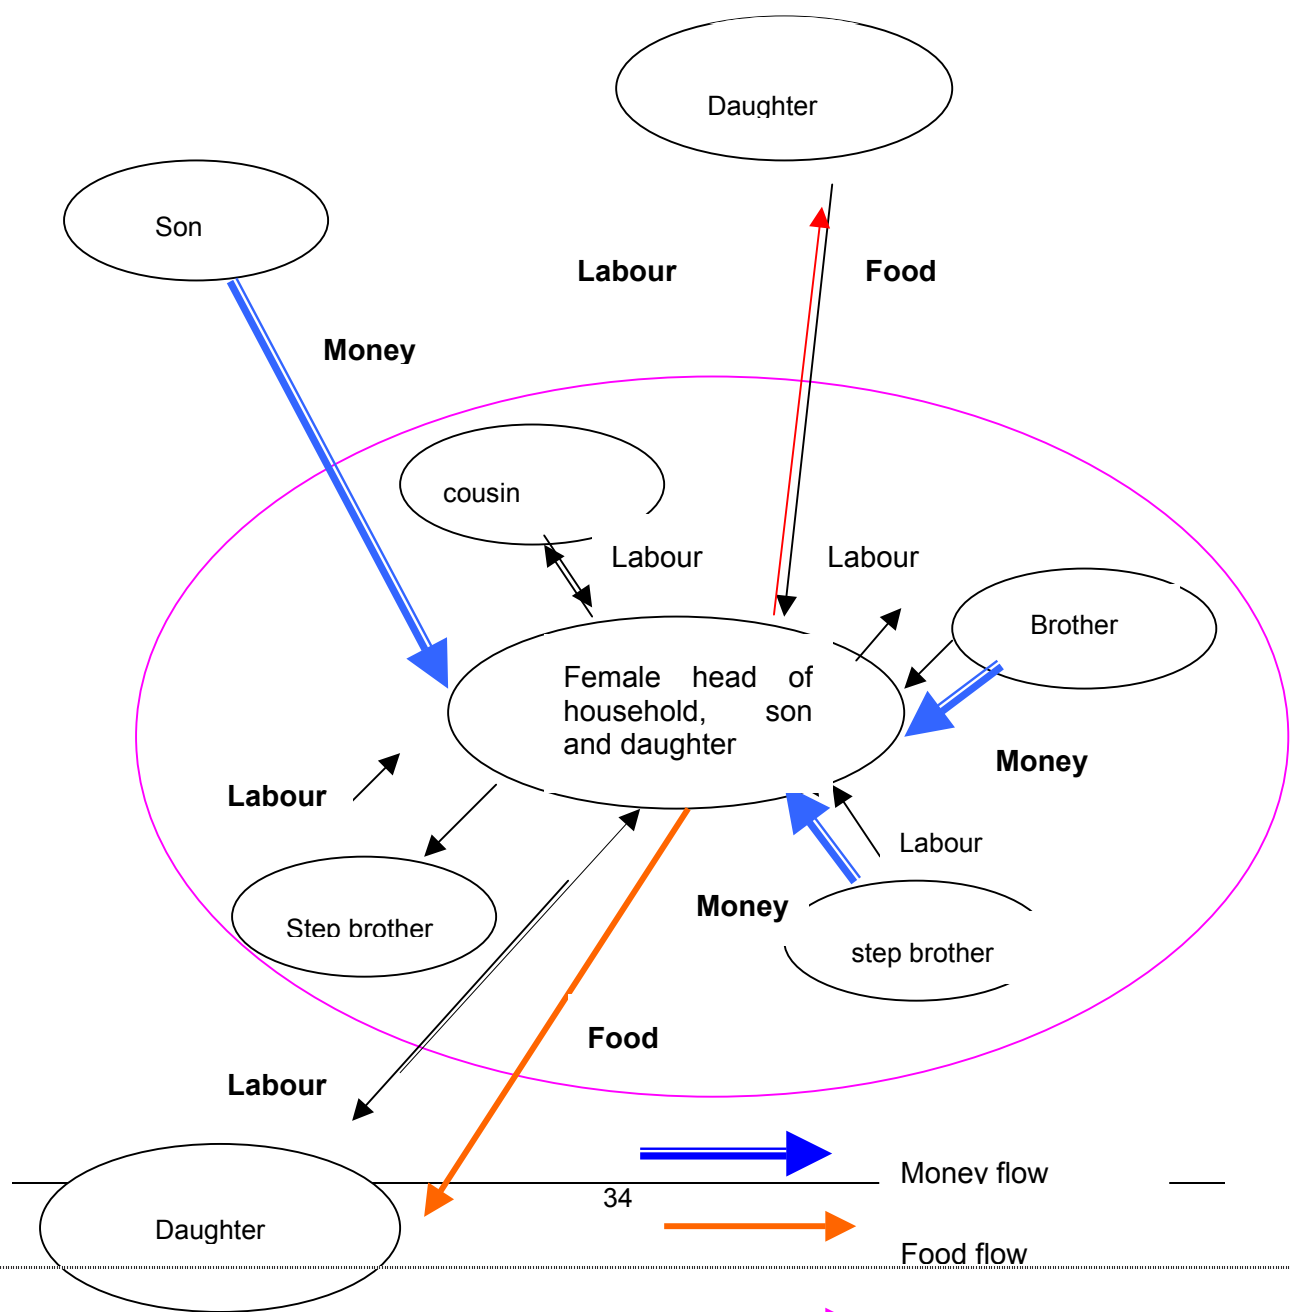 Daughter
Son
Labour
Food
Money
cousin
Labour
Labour
Brother
Female head of
household, son
and daughter
Money
Labour
Labour
Money
Step brother
step brother
Food
Labour
Money flow
34
Daughter
Food flow